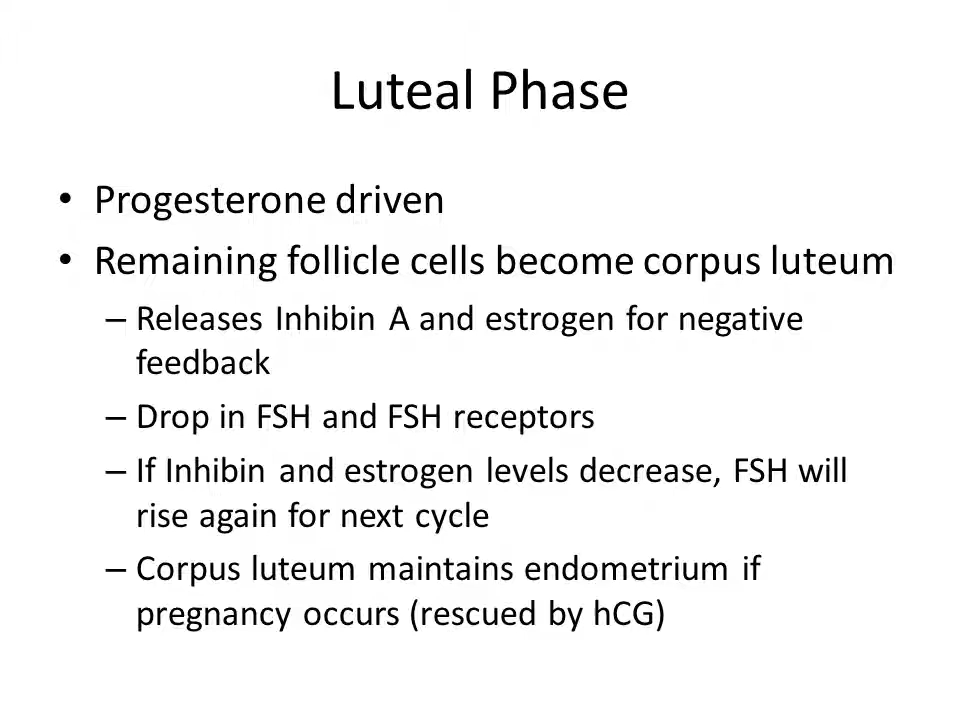 Luteal Phase
• Progesterone driven
• Remaining follicle cells become corpus luteum
– Releases Inhibin A and estrogen for negative
feedback
– Drop in FSH and FSH receptors
– If Inhibin and estrogen levels decrease, FSH will
rise again for next cycle
– Corpus luteum maintains endometrium if
pregnancy occurs (rescued by hCG)